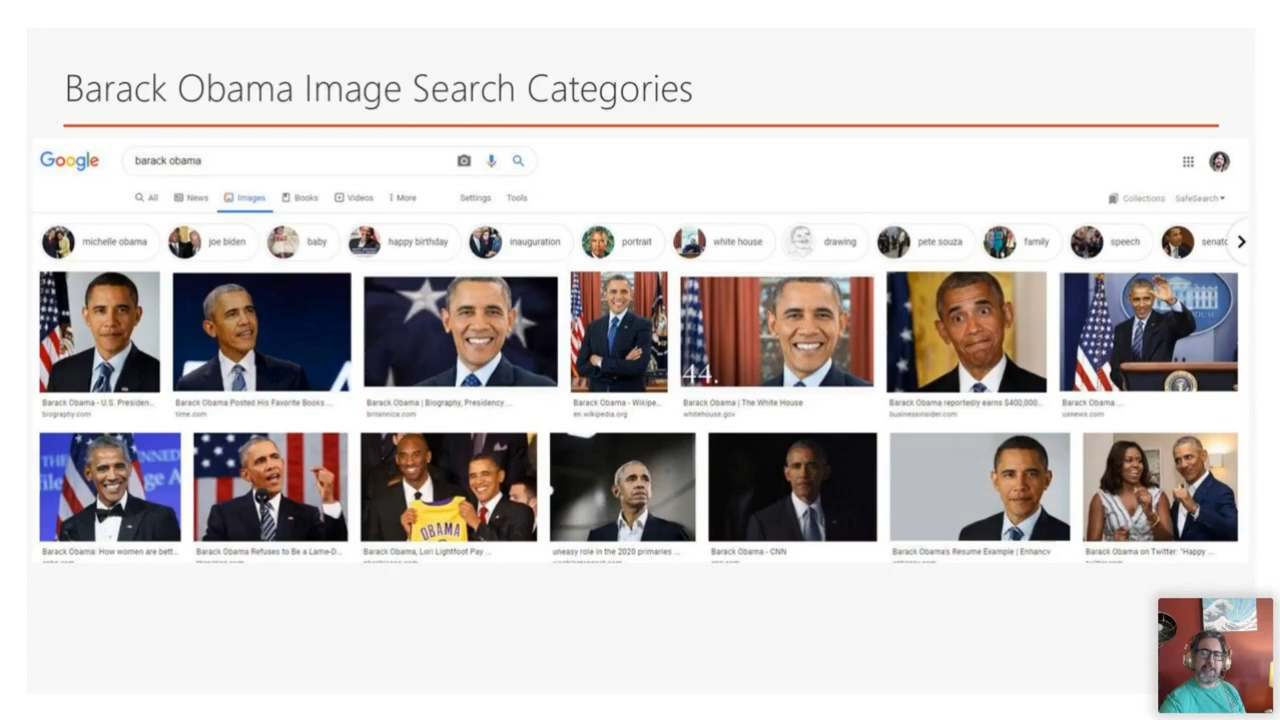 Barack Obama Image Search Categories
Google barack obama
All News Images Books Videos More Settings Tools Collections SafeSearch
michelle obama joe biden baby happy birthday inauguration portrait white house drawing pete souza family speech senato
44.
Barack Obama - U.S. Presiden... Barack Obama Posted His Favorite Books ... Barack Obama | Biography, Presidency ... Barack Obama - Wikipe... Barack Obama | The White House Barack Obama reportedly earns $400,000... Barack Obama ...
biography.com time.com britannica.com en.wikipedia.org whitehouse.gov businessinsider.com usnews.com
OBAMA
Barack Obama: How women are bett... Barack Obama Refuses to Be a Lame-D... Barack Obama, Lori Lightfoot Pay ... uneasy role in the 2020 primaries ... Barack Obama - CNN Barack Obama's Resume Example | Enhancv Barack Obama on Twitter: "Happy ...